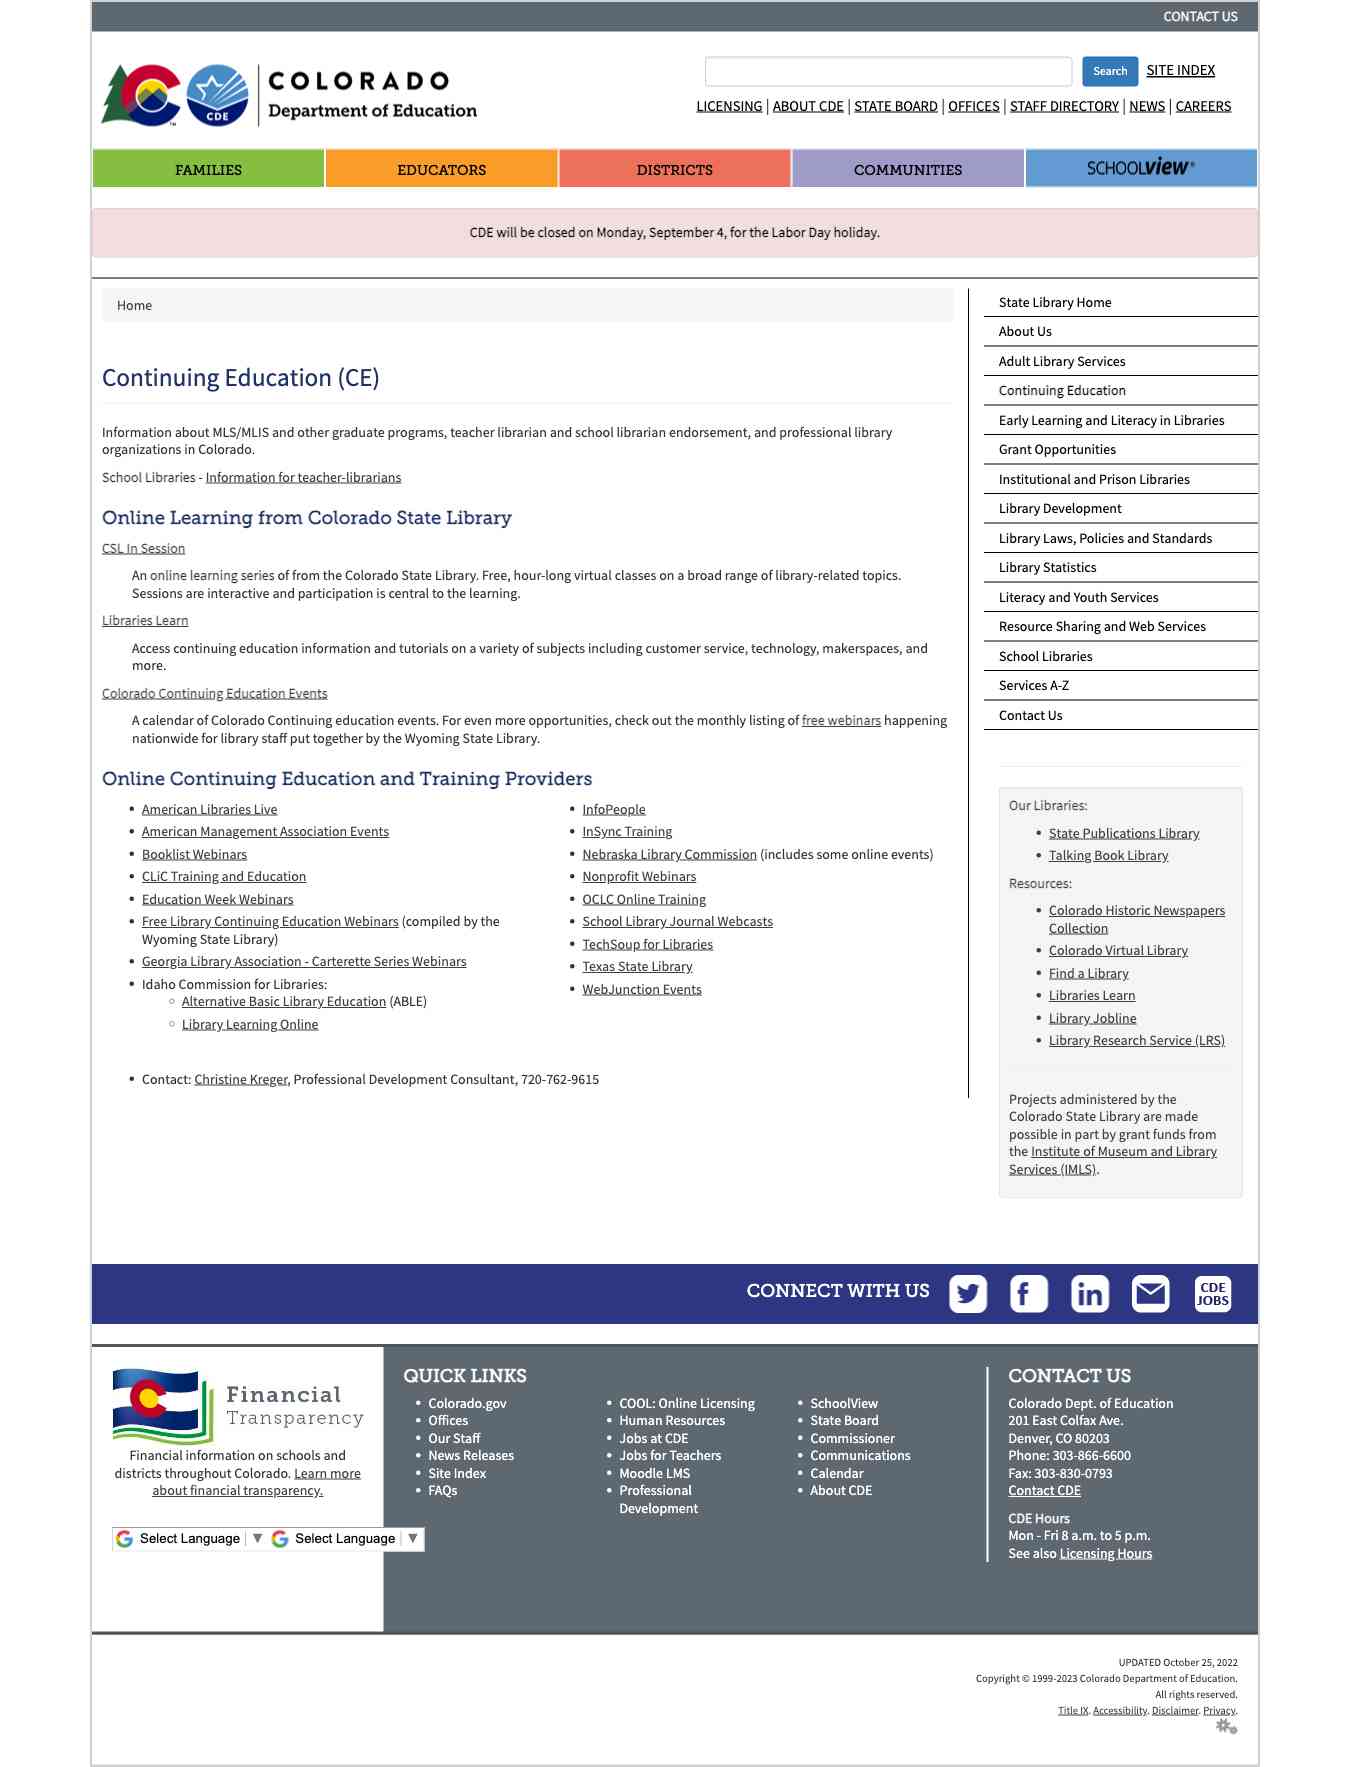 CONTACT US
COLORADO
Department of Education
CDE
TM
Search
SITE INDEX
LICENSING | ABOUT CDE | STATE BOARD | OFFICES | STAFF DIRECTORY | NEWS | CAREERS
FAMILIES
EDUCATORS
DISTRICTS
COMMUNITIES
SCHOOLVIEW®
CDE will be closed on Monday, September 4, for the Labor Day holiday.
Home
Continuing Education (CE)
Information about MLS/MLIS and other graduate programs, teacher librarian and school librarian endorsement, and professional library
organizations in Colorado.
School Libraries - Information for teacher-librarians
Online Learning from Colorado State Library
CSL In Session
An online learning series of from the Colorado State Library. Free, hour-long virtual classes on a broad range of library-related topics.
Sessions are interactive and participation is central to the learning.
Libraries Learn
Access continuing education information and tutorials on a variety of subjects including customer service, technology, makerspaces, and
more.
Colorado Continuing Education Events
A calendar of Colorado Continuing education events. For even more opportunities, check out the monthly listing of free webinars happening
nationwide for library staff put together by the Wyoming State Library.
Online Continuing Education and Training Providers
• American Libraries Live
• American Management Association Events
• Booklist Webinars
• CLiC Training and Education
• Education Week Webinars
• Free Library Continuing Education Webinars (compiled by the
Wyoming State Library)
• Georgia Library Association - Carterette Series Webinars
• Idaho Commission for Libraries:
○ Alternative Basic Library Education (ABLE)
○ Library Learning Online
• InfoPeople
• InSync Training
• Nebraska Library Commission (includes some online events)
• Nonprofit Webinars
• OCLC Online Training
• School Library Journal Webcasts
• TechSoup for Libraries
• Texas State Library
• WebJunction Events
• Contact: Christine Kreger, Professional Development Consultant, 720-762-9615
State Library Home
About Us
Adult Library Services
Continuing Education
Early Learning and Literacy in Libraries
Grant Opportunities
Institutional and Prison Libraries
Library Development
Library Laws, Policies and Standards
Library Statistics
Literacy and Youth Services
Resource Sharing and Web Services
School Libraries
Services A-Z
Contact Us
Our Libraries:
• State Publications Library
• Talking Book Library
Resources:
• Colorado Historic Newspapers
Collection
• Colorado Virtual Library
• Find a Library
• Libraries Learn
• Library Jobline
• Library Research Service (LRS)
Projects administered by the
Colorado State Library are made
possible in part by grant funds from
the Institute of Museum and Library
Services (IMLS).
CONNECT WITH US
CDE
JOBS
Financial
Transparency
Financial information on schools and
districts throughout Colorado. Learn more
about financial transparency.
Select Language ▼ Select Language ▼
QUICK LINKS
• Colorado.gov
• Offices
• Our Staff
• News Releases
• Site Index
• FAQs
• COOL: Online Licensing
• Human Resources
• Jobs at CDE
• Jobs for Teachers
• Moodle LMS
• Professional
Development
• SchoolView
• State Board
• Commissioner
• Communications
• Calendar
• About CDE
CONTACT US
Colorado Dept. of Education
201 East Colfax Ave.
Denver, CO 80203
Phone: 303-866-6600
Fax: 303-830-0793
Contact CDE
CDE Hours
Mon - Fri 8 a.m. to 5 p.m.
See also Licensing Hours
UPDATED October 25, 2022
Copyright © 1999-2023 Colorado Department of Education.
All rights reserved.
Title IX. Accessibility. Disclaimer. Privacy.